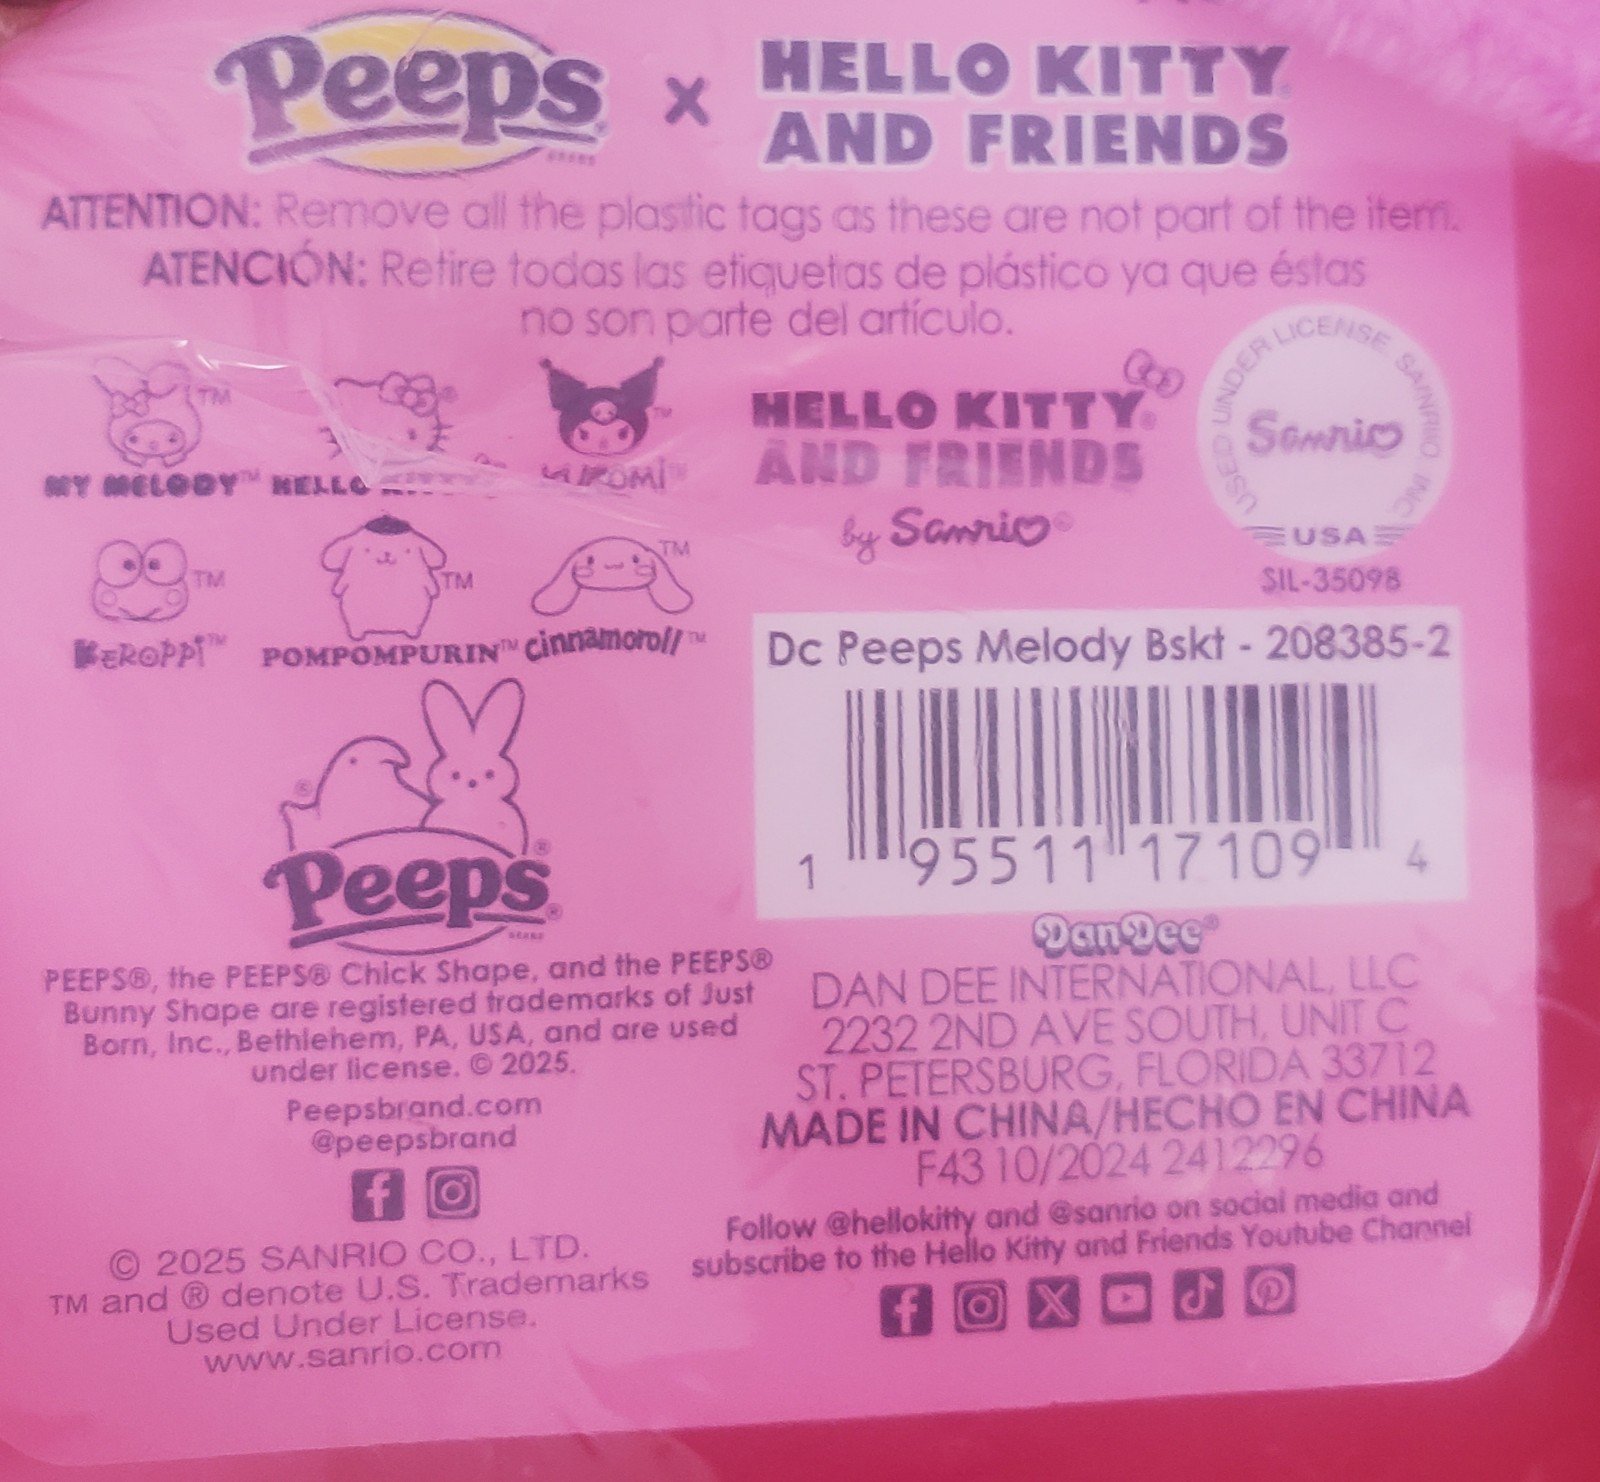 Peeps®
BRAND
x
HELLO KITTY®
AND FRIENDS
ATTENTION: Remove all the plastic tags as these are not part of the item.
ATENCIÓN: Retire todas las etiquetas de plástico ya que éstas
no son parte del artículo.
TM ® TM
MY MELODY™ HELLO KUROMI™
TM TM TM
KEROPPI™ POMPOMPURIN™ cinnamoroll™
HELLO KITTY®
AND FRIENDS
by Sanrio®
USED UNDER LICENSE SANRIO INC.
Sanrio
USA
SIL-35098
Dc Peeps Melody Bskt - 208385-2
1 95511 17109 4
®
®
Peeps®
BRAND
PEEPS®, the PEEPS® Chick Shape, and the PEEPS®
Bunny Shape are registered trademarks of Just
Born, Inc., Bethlehem, PA, USA, and are used
under license. © 2025.
Peepsbrand.com
@peepsbrand
© 2025 SANRIO CO., LTD.
TM and ® denote U.S. Trademarks
Used Under License.
www.sanrio.com
DanDee®
DAN DEE INTERNATIONAL, LLC
2232 2ND AVE SOUTH, UNIT C
ST. PETERSBURG, FLORIDA 33712
MADE IN CHINA/HECHO EN CHINA
F43 10/2024 2412296
Follow @hellokitty and @sanrio on social media and
subscribe to the Hello Kitty and Friends Youtube Channel